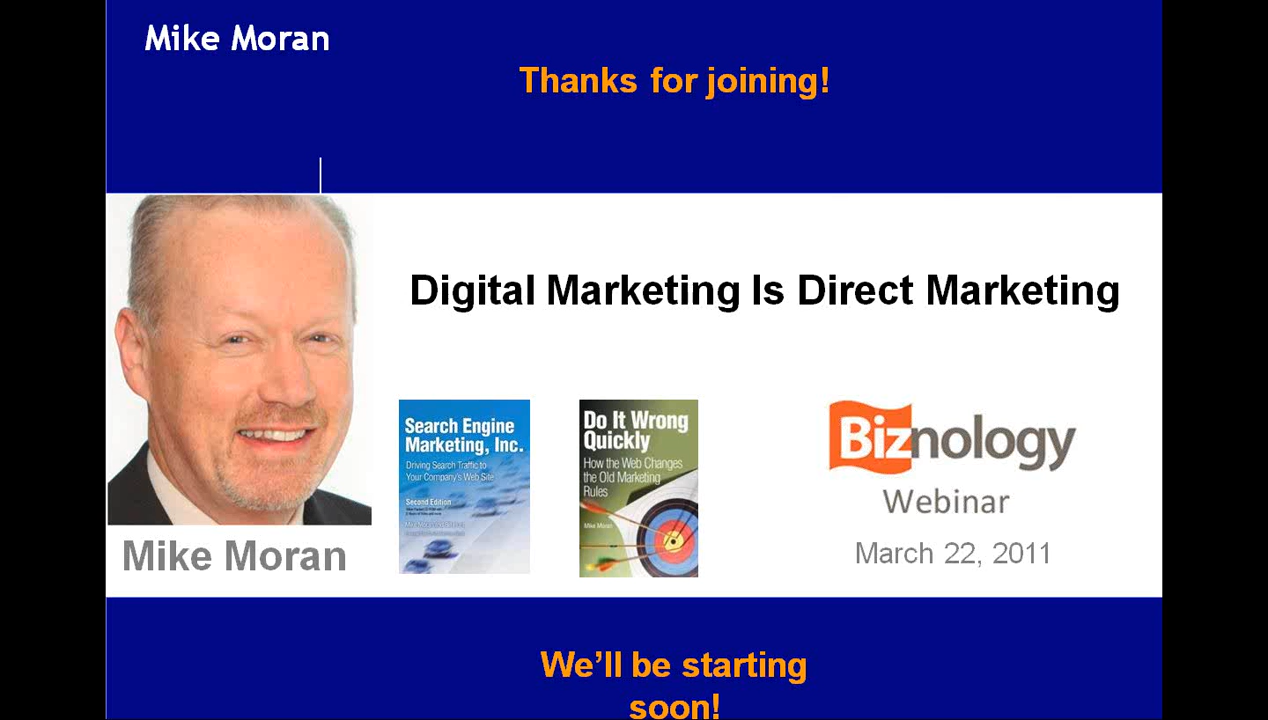 Mike Moran
Thanks for joining!
Digital Marketing Is Direct Marketing
Search Engine
Marketing, Inc.
Driving Search Traffic to
Your Company's Web Site
Second Edition
Do It Wrong
Quickly
How the Web Changes
the Old Marketing
Rules
Mike Moran
Biznology
Webinar
March 22, 2011
Mike Moran
We'll be starting
soon!